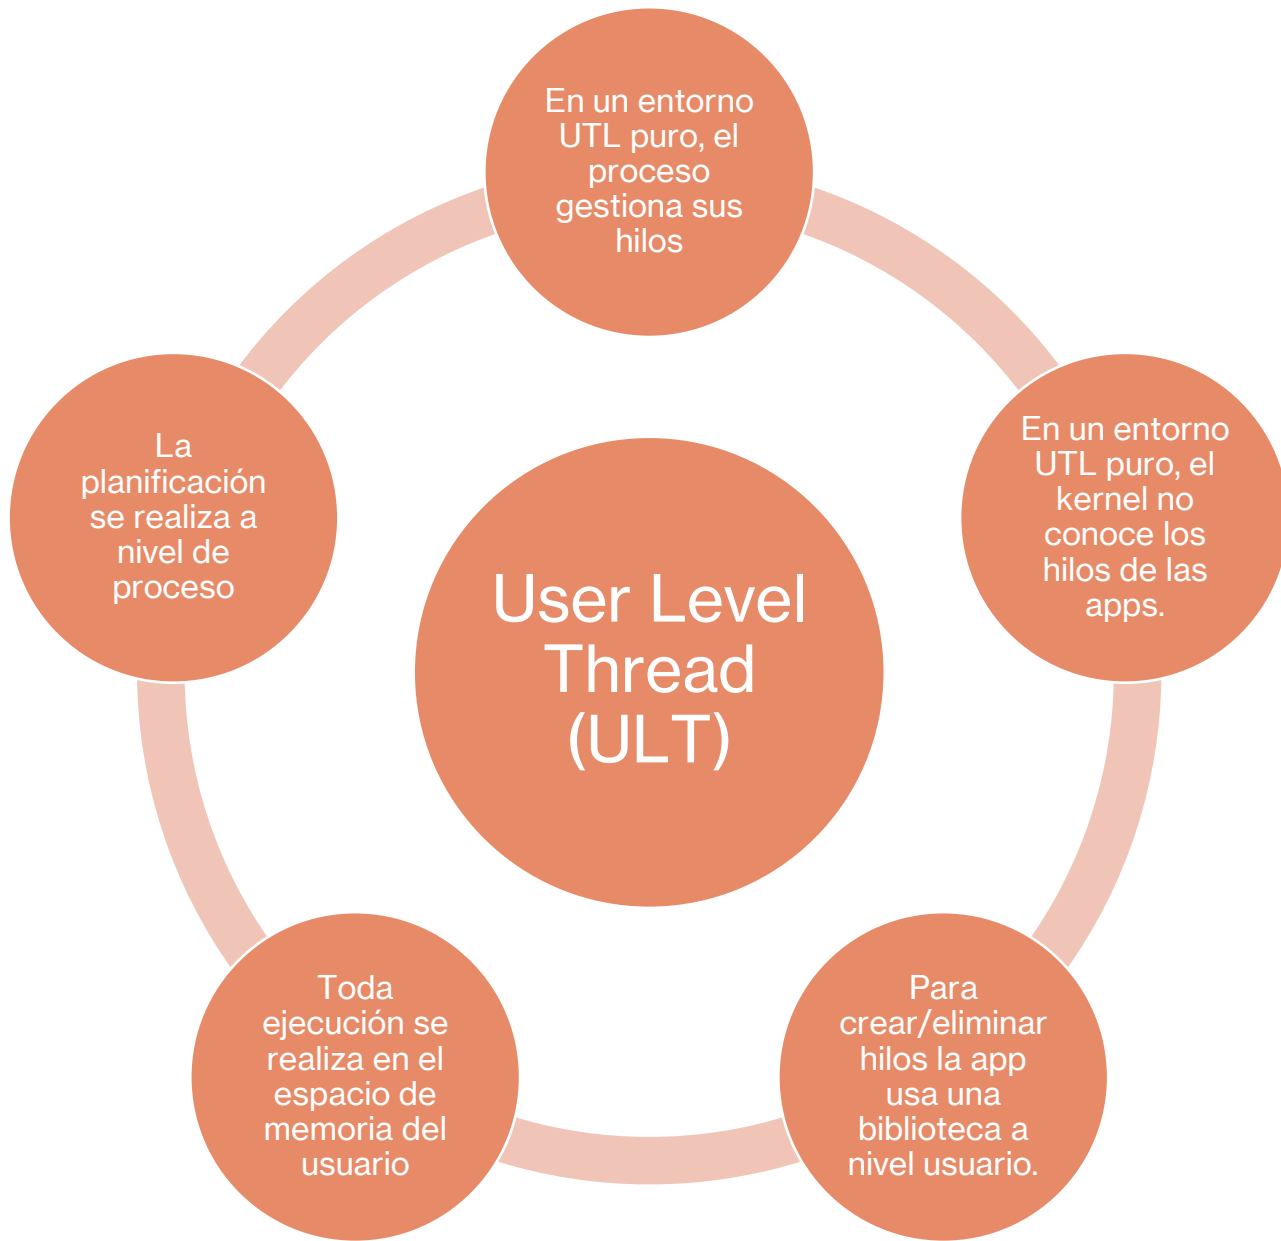 En un entorno
UTL puro, el
proceso
gestiona sus
hilos
En un entorno
UTL puro, el
kernel no
conoce los
hilos de las
apps.
Para
crear/eliminar
hilos la app
usa una
biblioteca a
nivel usuario.
Toda
ejecución se
realiza en el
espacio de
memoria del
usuario
La
planificación
se realiza a
nivel de
proceso
User Level
Thread
(ULT)